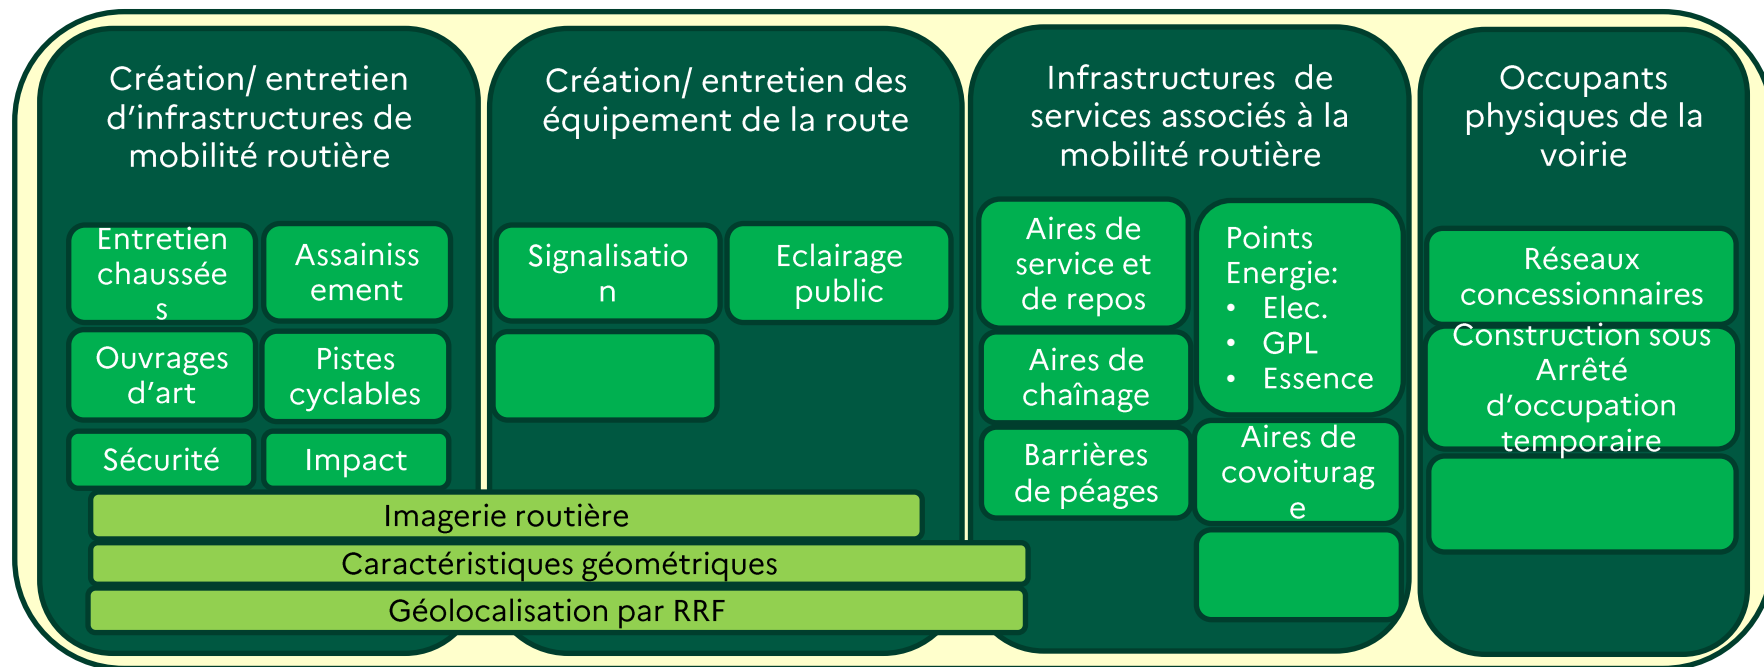 Création/ entretien
d’infrastructures de
mobilité routière
Entretien
chaussée
s
Assainiss
ement
Ouvrages
d’art
Pistes
cyclables
Sécurité
Impact
Création/ entretien des
équipement de la route
Signalisatio
n
Eclairage
public
Infrastructures de
services associés à la
mobilité routière
Aires de
service et
de repos
Points
Energie:
• Elec.
• GPL
• Essence
Aires de
chaînage
Barrières
de péages
Aires de
covoiturag
e
Occupants
physiques de la
voirie
Réseaux
concessionnaires
Construction sous
Arrêté
d’occupation
temporaire
Imagerie routière
Caractéristiques géométriques
Géolocalisation par RRF